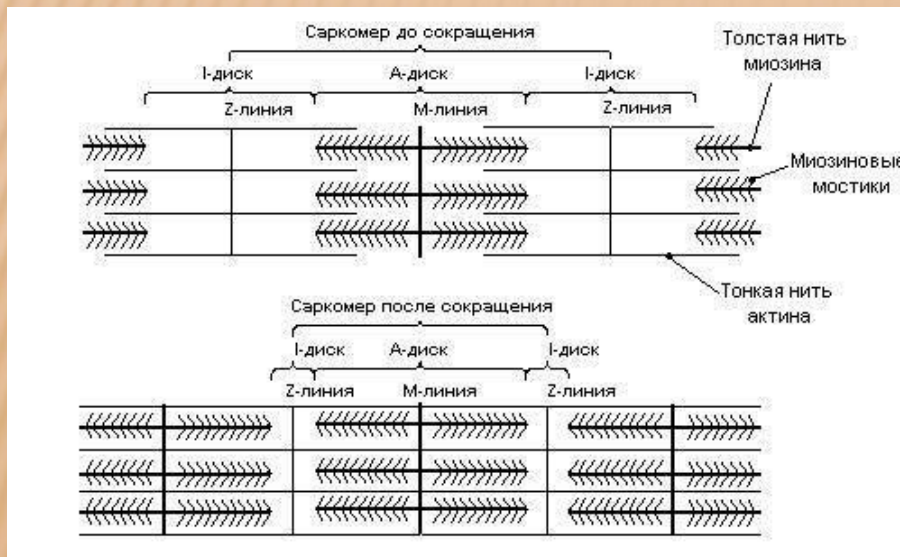 Саркомер до сокращения
Толстая нить
миозина
I-диск А-диск I-диск
Z-линия М-линия Z-линия
Миозиновые
мостики
Тонкая нить
актина
Саркомер после сокращения
I-диск А-диск I-диск
Z-линия М-линия Z-линия